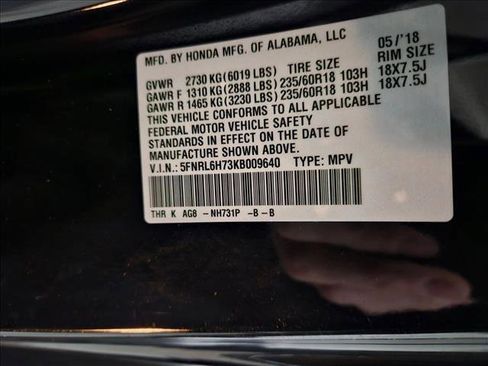 MFD. BY HONDA MFG. OF ALABAMA, LLC 05/'18
GVWR 2730 KG (6019 LBS) TIRE SIZE RIM SIZE
GAWR F 1310 KG (2888 LBS) 235/60R18 103H 18X7.5J
GAWR R 1465 KG (3230 LBS) 235/60R18 103H 18X7.5J
THIS VEHICLE CONFORMS TO ALL APPLICABLE
FEDERAL MOTOR VEHICLE SAFETY
STANDARDS IN EFFECT ON THE DATE OF
MANUFACTURE SHOWN ABOVE.
V.I.N.: 5FNRL6H73KB009640 TYPE: MPV
THR K AG8 -NH731P -B -B